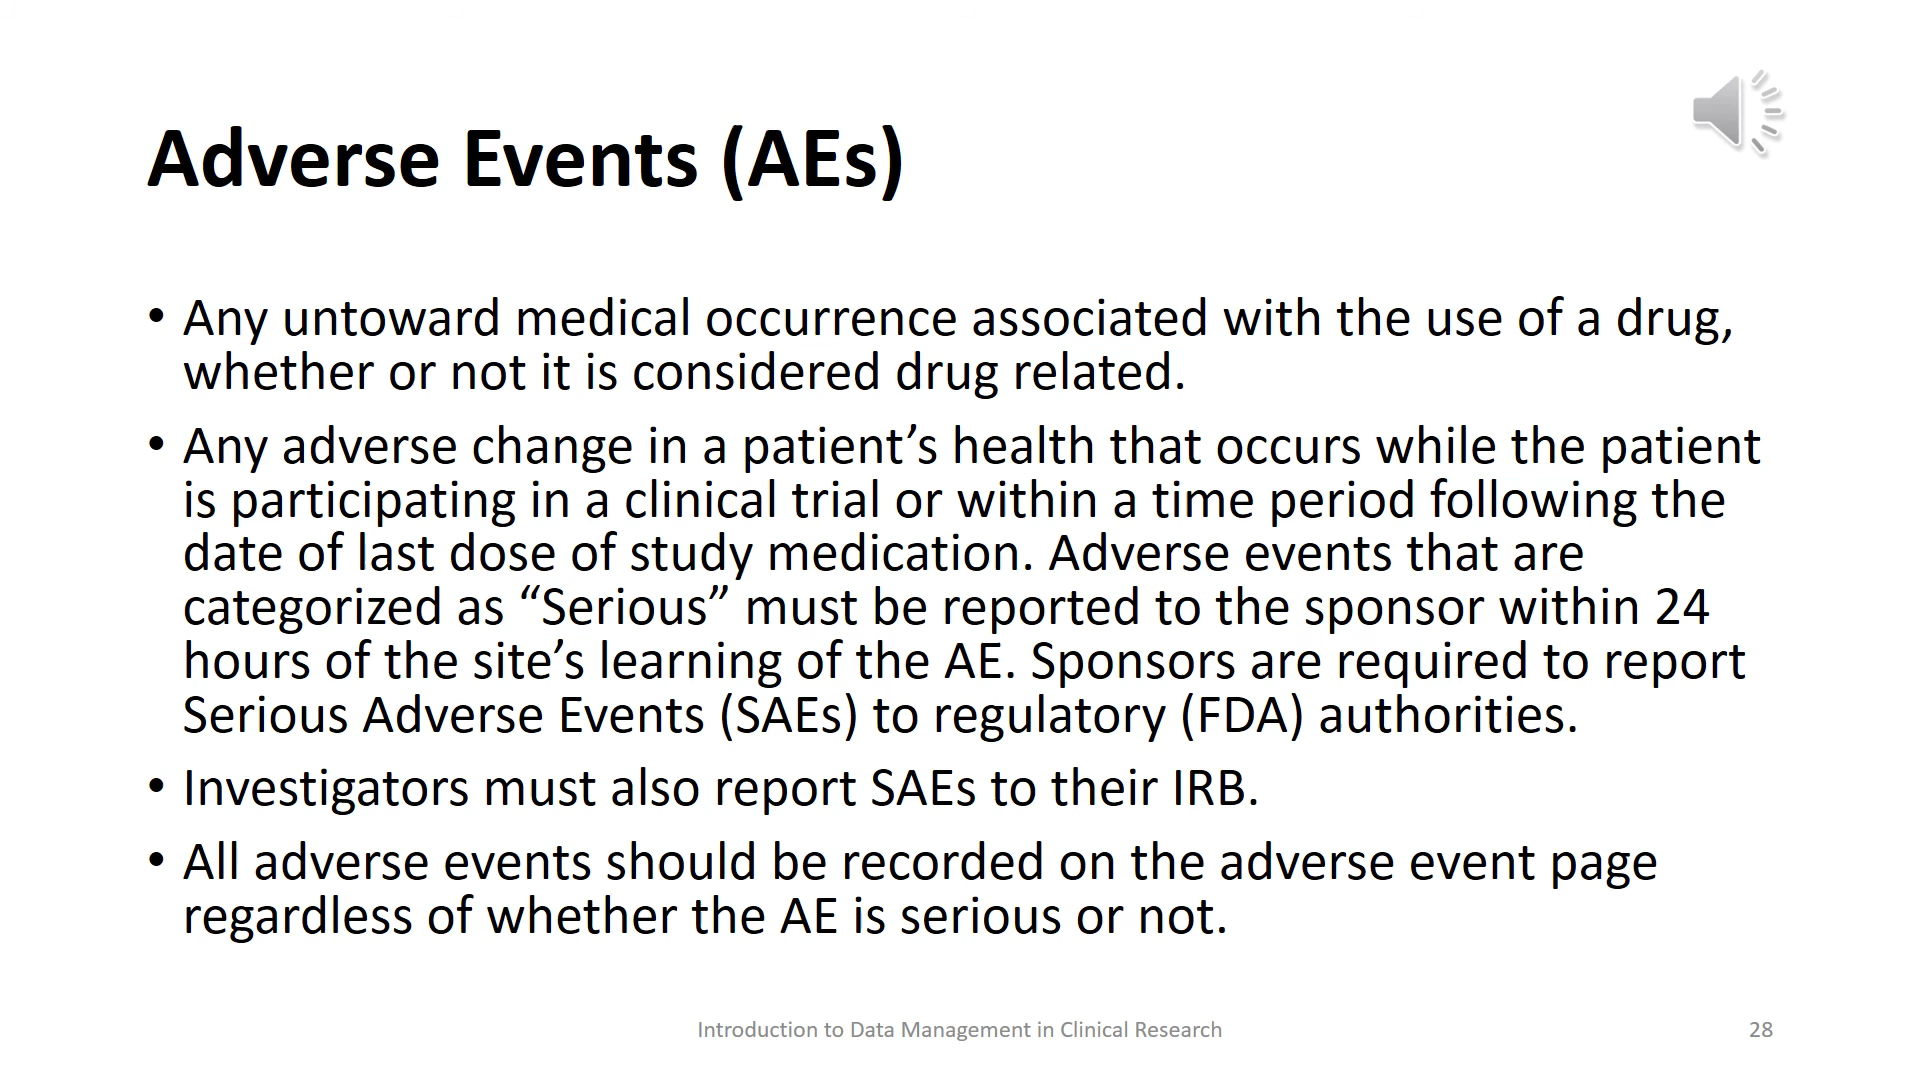 Adverse Events (AEs)
• Any untoward medical occurrence associated with the use of a drug,
whether or not it is considered drug related.
• Any adverse change in a patient’s health that occurs while the patient
is participating in a clinical trial or within a time period following the
date of last dose of study medication. Adverse events that are
categorized as “Serious” must be reported to the sponsor within 24
hours of the site’s learning of the AE. Sponsors are required to report
Serious Adverse Events (SAEs) to regulatory (FDA) authorities.
• Investigators must also report SAEs to their IRB.
• All adverse events should be recorded on the adverse event page
regardless of whether the AE is serious or not.
Introduction to Data Management in Clinical Research
28